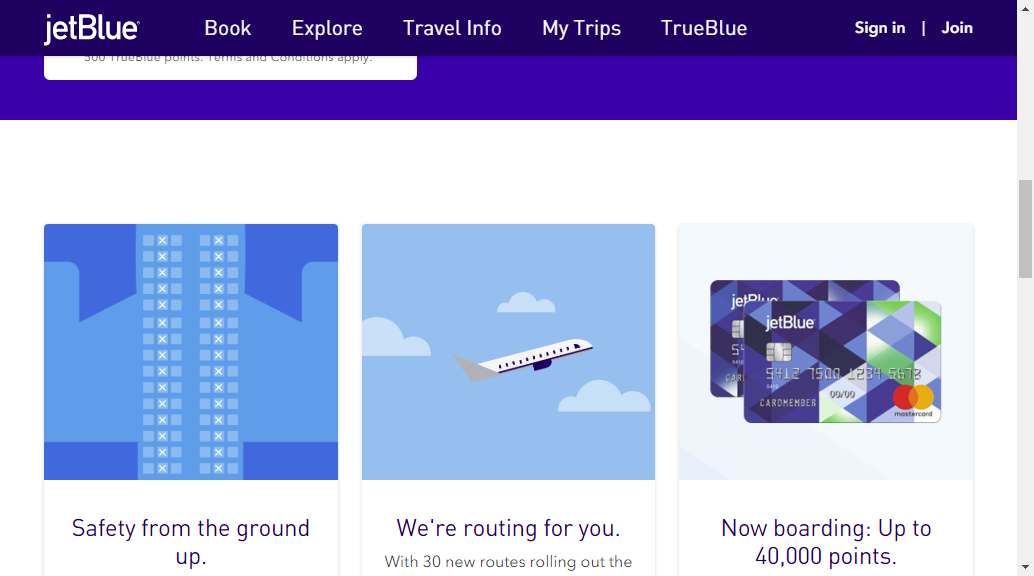 jetBlue
Book
Explore
Travel Info
My Trips
TrueBlue
Sign in | Join
500 TrueBlue points. Terms and Conditions apply.
jetBlue
jetBlue
5412 7500 1234 5678
5412
00/00
CARDMEMBER
mastercard
Safety from the ground
up.
We're routing for you.
With 30 new routes rolling out the
Now boarding: Up to
40,000 points.